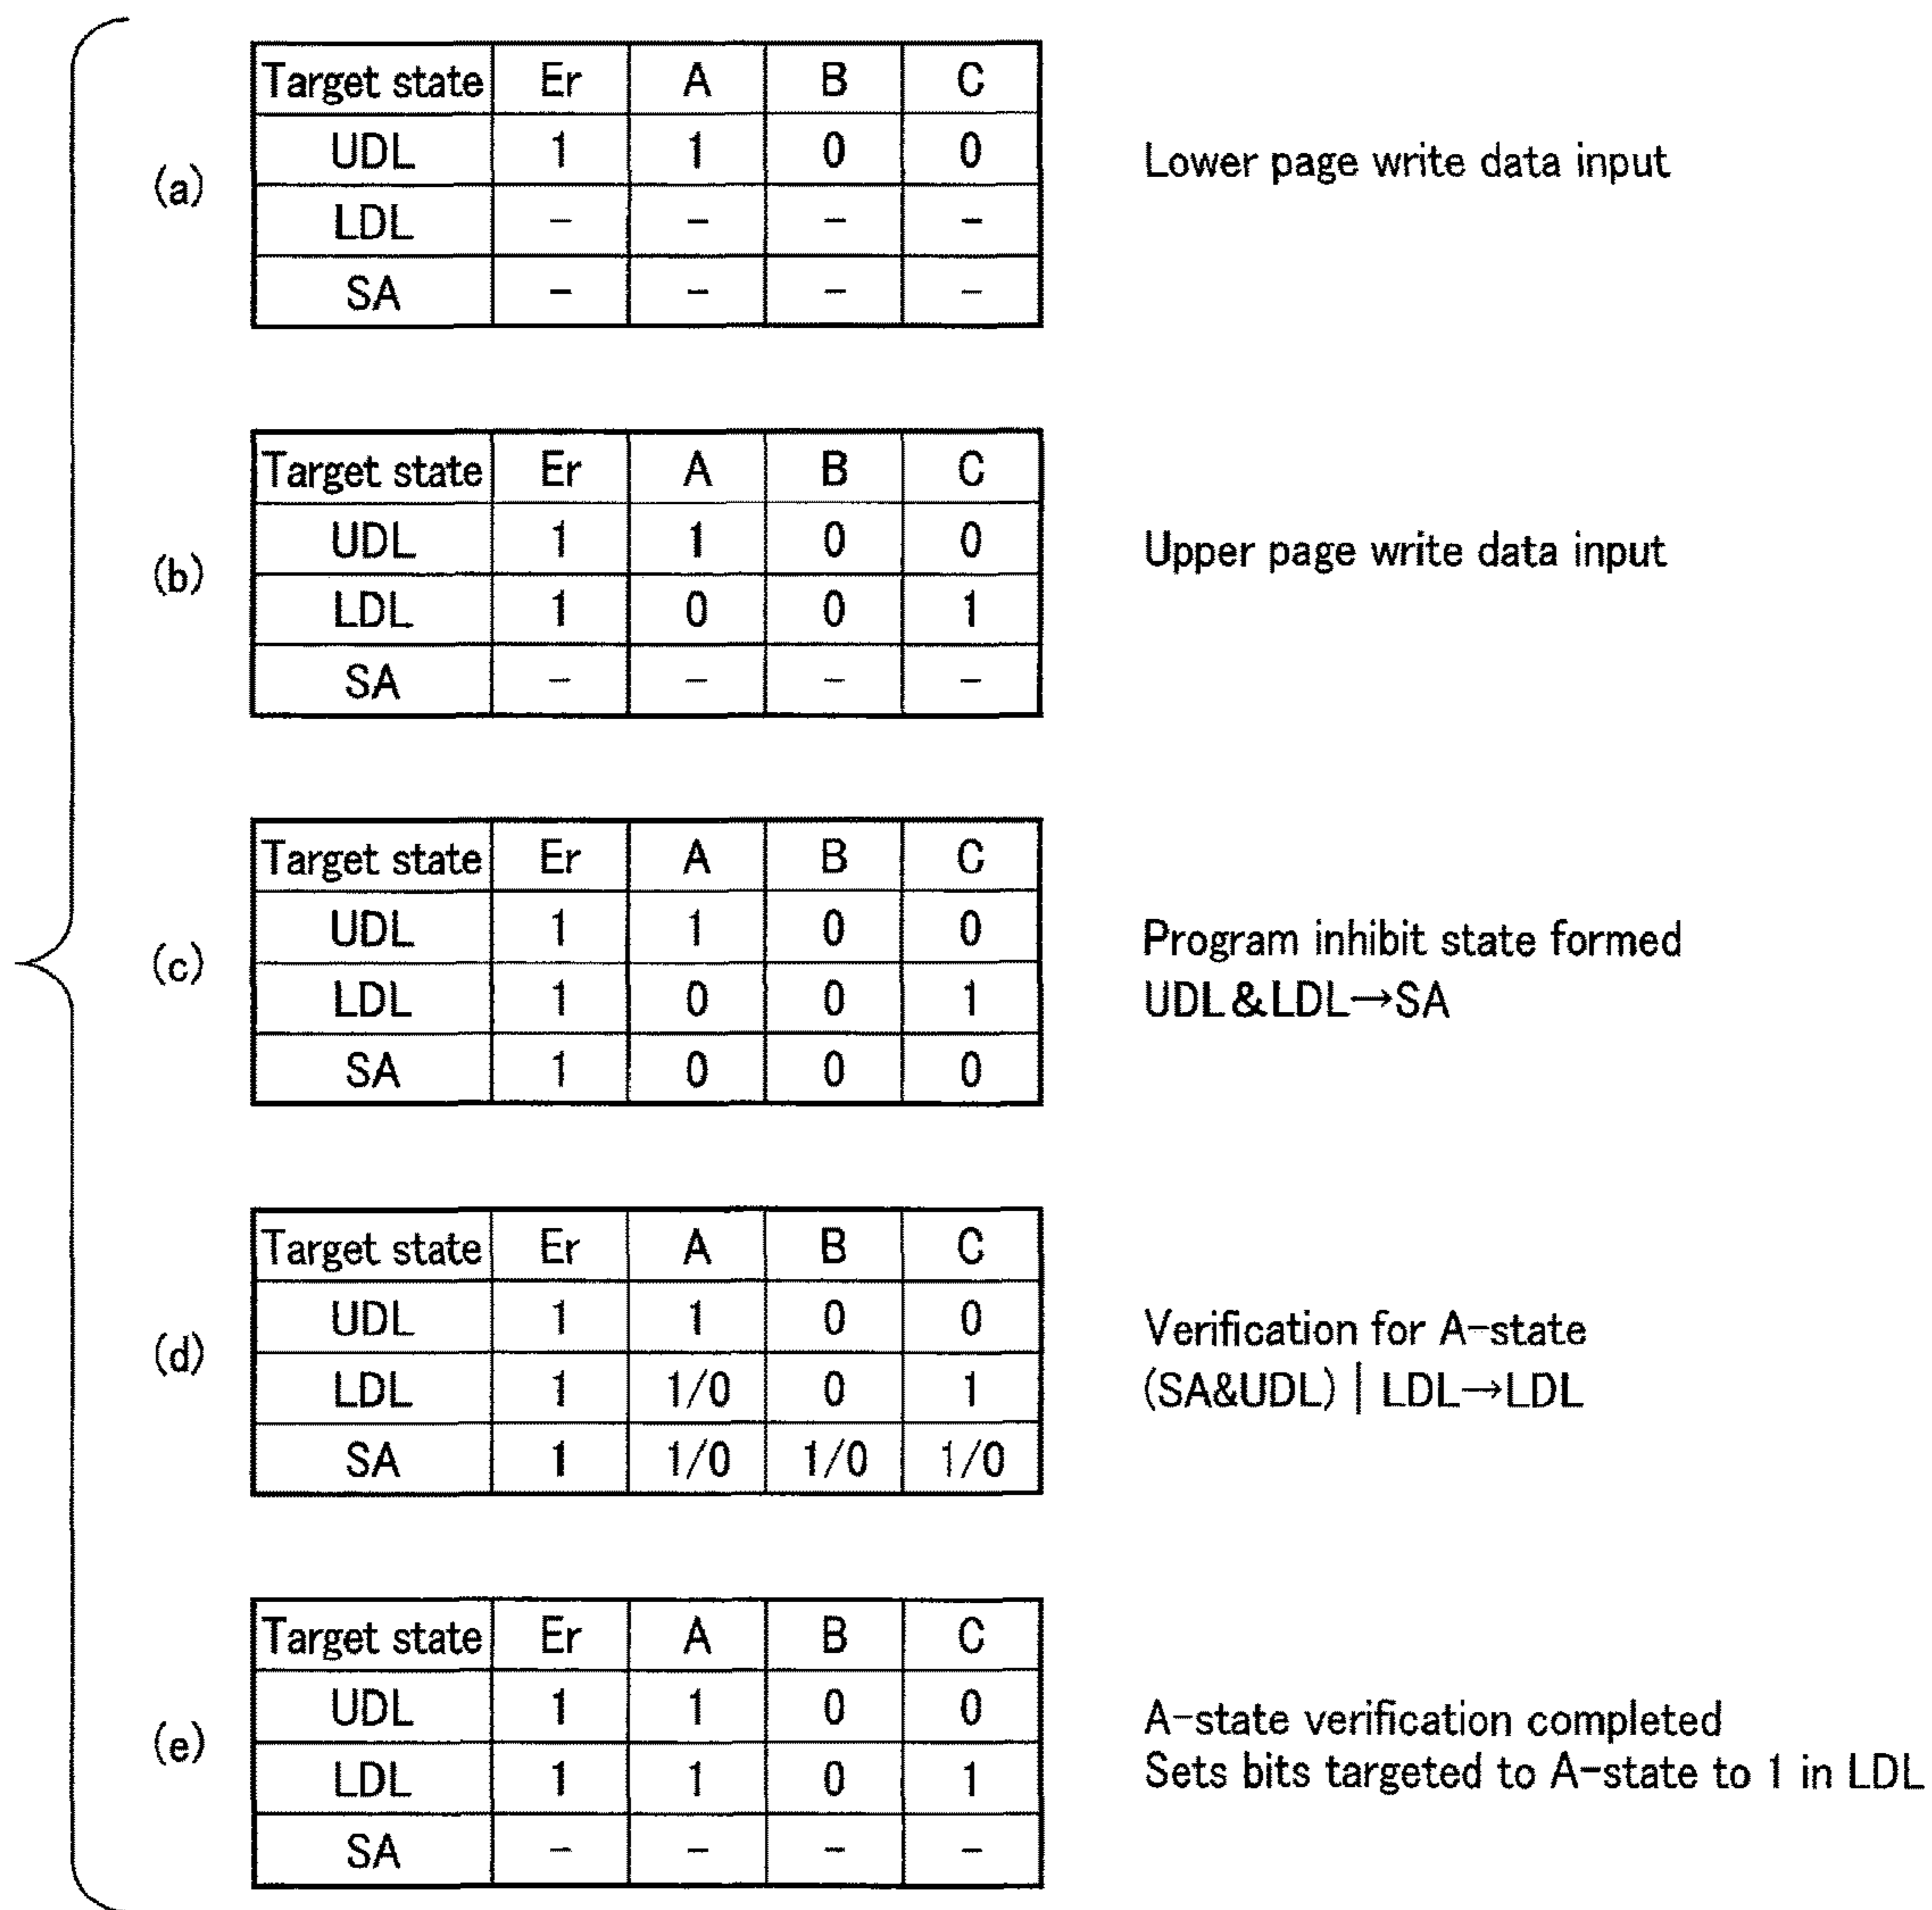 (a)
Target state Er A B C
UDL 1 1 0 0
LDL - - - -
SA - - - -
Lower page write data input
(b)
Target state Er A B C
UDL 1 1 0 0
LDL 1 0 0 1
SA - - - -
Upper page write data input
(c)
Target state Er A B C
UDL 1 1 0 0
LDL 1 0 0 1
SA 1 0 0 0
Program inhibit state formed
UDL&LDL→SA
(d)
Target state Er A B C
UDL 1 1 0 0
LDL 1 1/0 0 1
SA 1 1/0 1/0 1/0
Verification for A-state
(SA&UDL) | LDL→LDL
(e)
Target state Er A B C
UDL 1 1 0 0
LDL 1 1 0 1
SA - - - -
A-state verification completed
Sets bits targeted to A-state to 1 in LDL